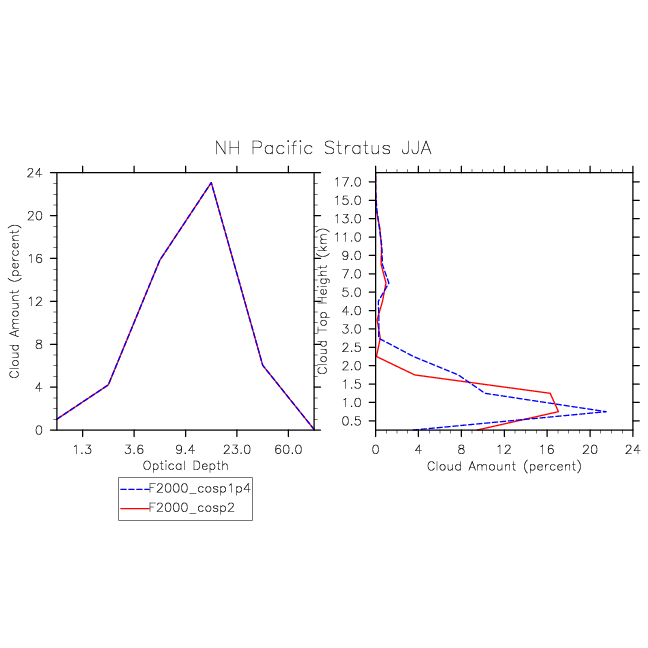 NH Pacific Stratus JJA
Cloud Amount (percent)
24
20
16
12
8
4
0
1.3 3.6 9.4 23.0 60.0
Optical Depth
Cloud Top Height (km)
17.0
15.0
13.0
11.0
9.0
7.0
5.0
4.0
3.0
2.5
2.0
1.5
1.0
0.5
0 4 8 12 16 20 24
Cloud Amount (percent)
F2000_cosp1p4
F2000_cosp2